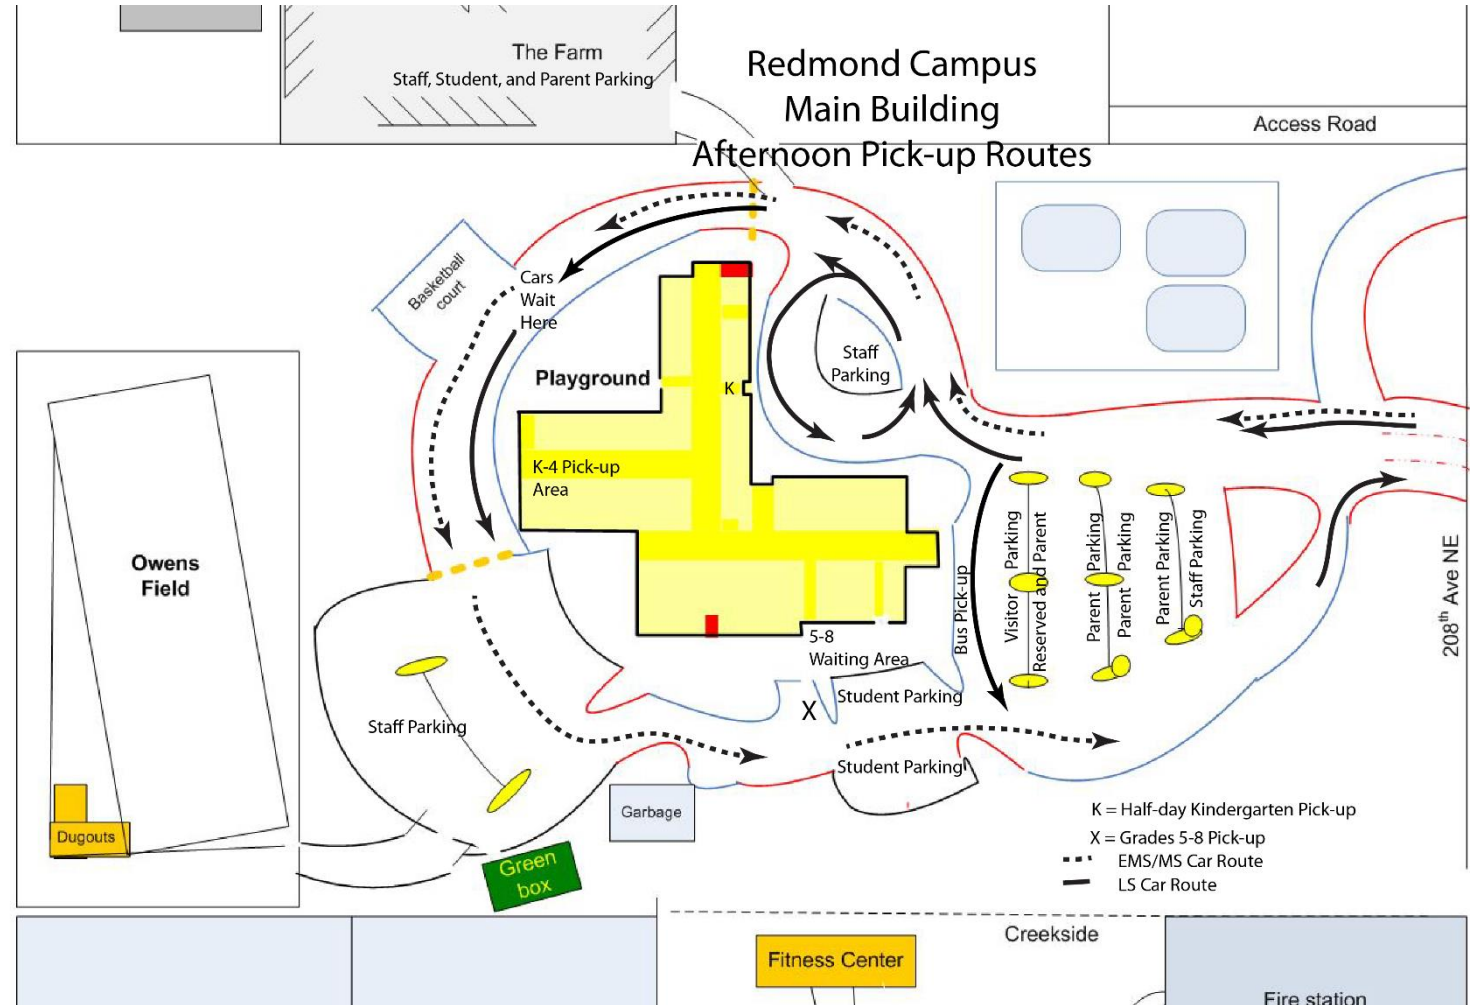 The Farm
Staff, Student, and Parent Parking
Redmond Campus
Main Building
Afternoon Pick-up Routes
Access Road
Basketball
court
Cars
Wait
Here
Staff
Parking
Playground
K
K-4 Pick-up
Area
Owens
Field
Bus Pick-up
Visitor Parking
Reserved and Parent
Parent Parking
Parent Parking
Parent Parking
Staff Parking
208th Ave NE
5-8
Waiting Area
Student Parking
X
Staff Parking
Student Parking
Garbage
Dugouts
Green
box
K = Half-day Kindergarten Pick-up
X = Grades 5-8 Pick-up
EMS/MS Car Route
LS Car Route
Creekside
Fitness Center
Fire station